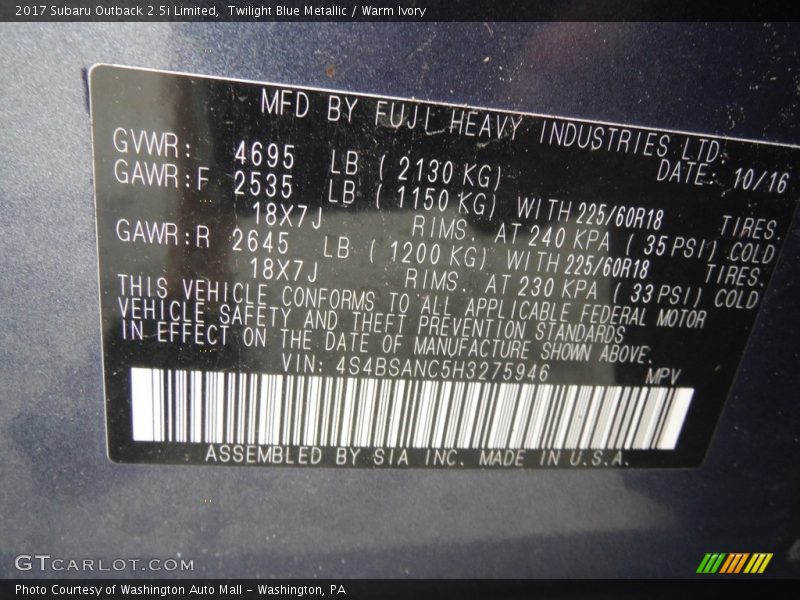 2017 Subaru Outback 2.5i Limited, Twilight Blue Metallic / Warm Ivory
MFD BY FUJI HEAVY INDUSTRIES LTD.
GVWR: 4695 LB ( 2130 KG) DATE: 10/16
GAWR:F 2535 LB ( 1150 KG) WITH 225/60R18 TIRES
18X7J RIMS. AT 240 KPA ( 35 PSI) COLD
GAWR:R 2645 LB ( 1200 KG) WITH 225/60R18 TIRES.
18X7J RIMS. AT 230 KPA ( 33 PSI) COLD
THIS VEHICLE CONFORMS TO ALL APPLICABLE FEDERAL MOTOR
VEHICLE SAFETY AND THEFT PREVENTION STANDARDS
IN EFFECT ON THE DATE OF MANUFACTURE SHOWN ABOVE.
VIN: 4S4BSANC5H3275946 MPV
ASSEMBLED BY SIA INC. MADE IN U.S.A.
GTCARLOT.COM
Photo Courtesy of Washington Auto Mall - Washington, PA